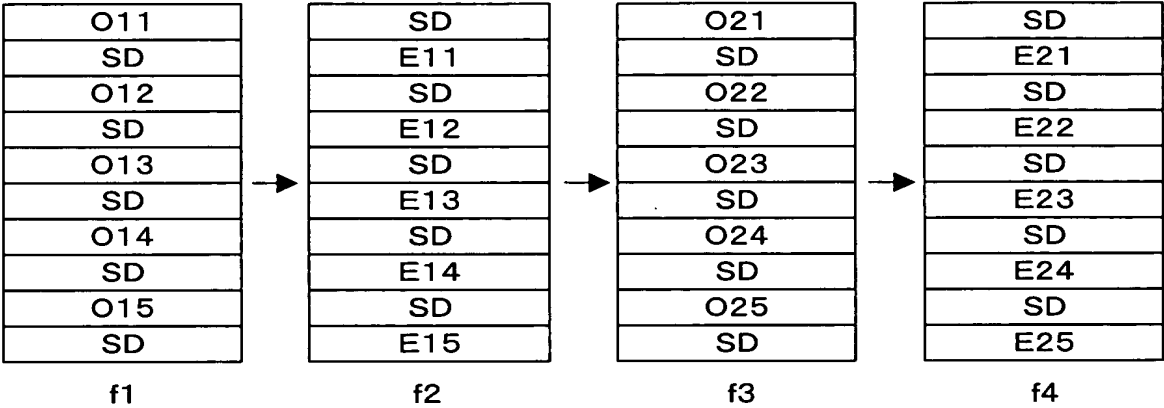 O11 SD O21 SD
SD E11 SD E21
O12 SD O22 SD
SD E12 SD E22
O13 SD O23 SD
SD E13 SD E23
O14 SD O24 SD
SD E14 SD E24
O15 SD O25 SD
SD E15 SD E25
f1 f2 f3 f4